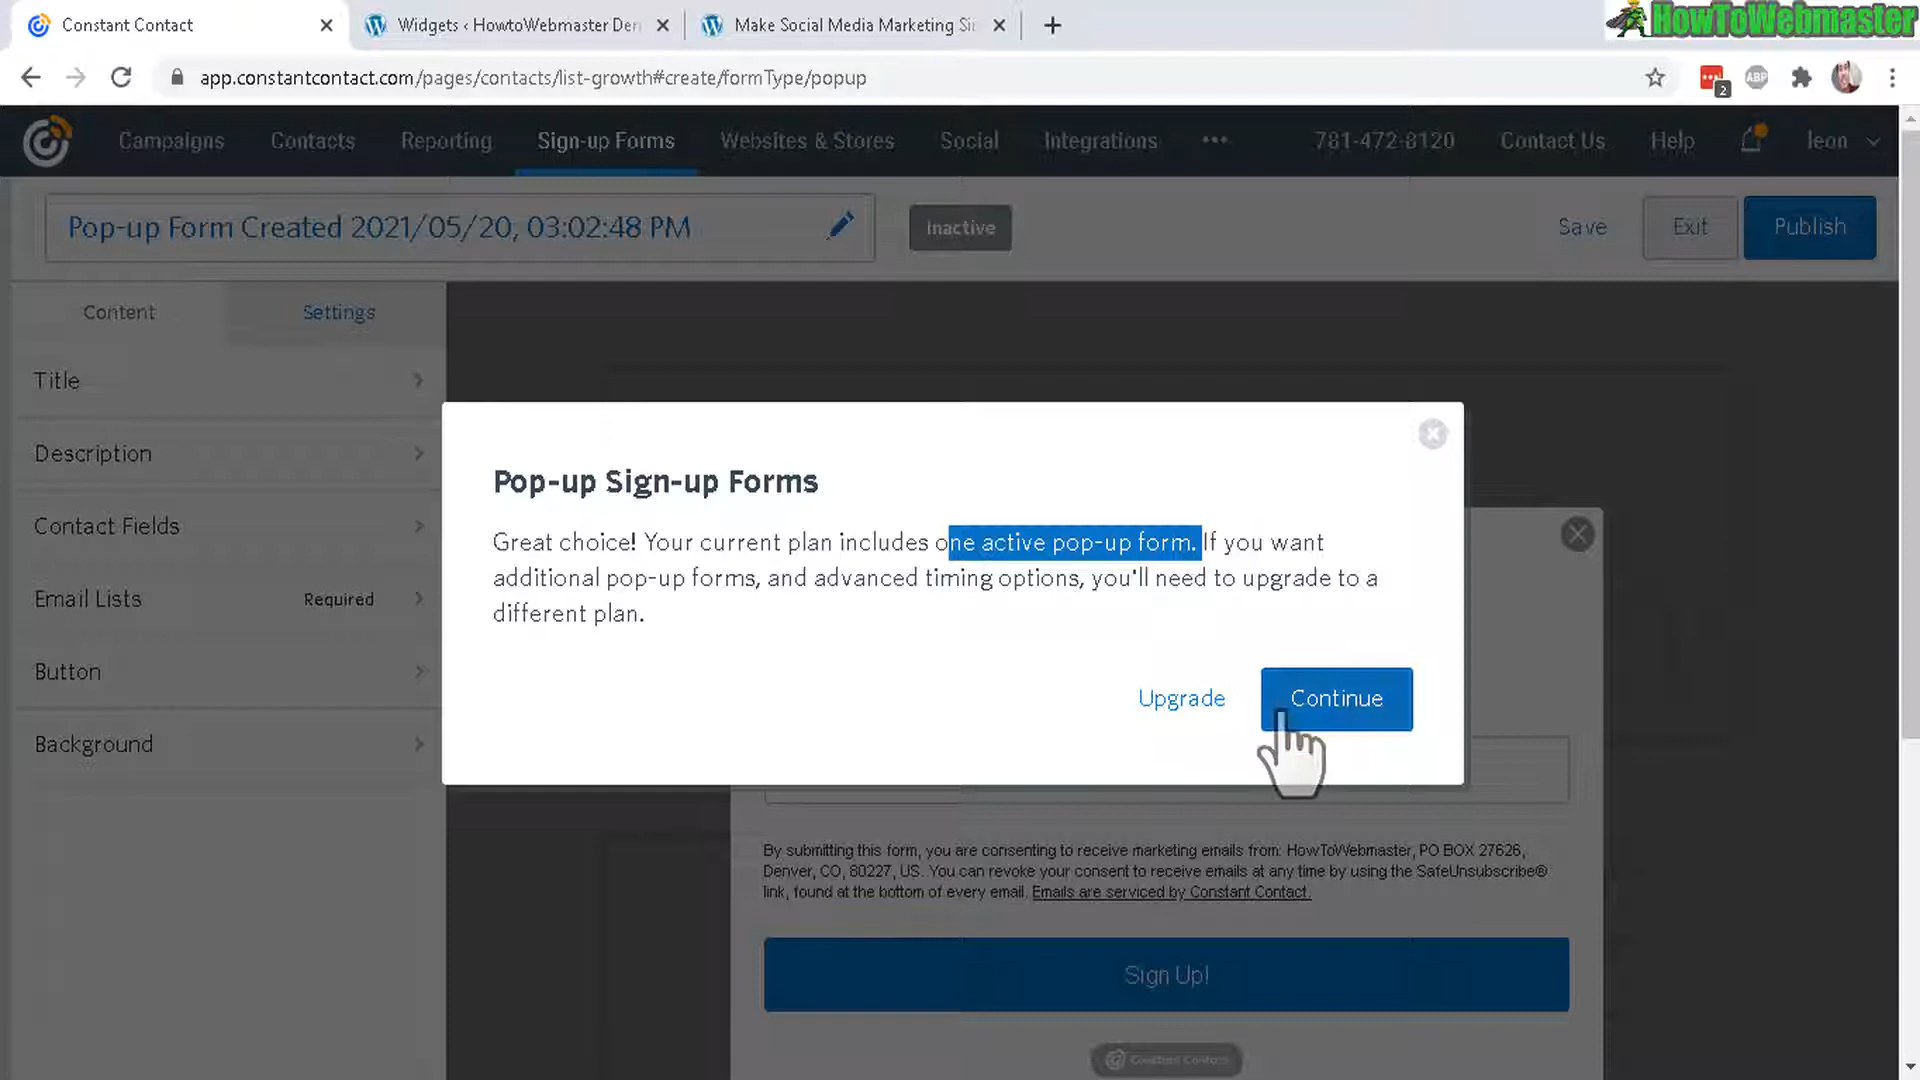 Constant Contact
Widgets ‹ HowtoWebmaster Den
Make Social Media Marketing Si
HowToWebmaster
app.constantcontact.com/pages/contacts/list-growth#create/formType/popup
2
ABP
Campaigns
Contacts
Reporting
Sign-up Forms
Websites & Stores
Social
Integrations
781-472-8120
Contact Us
Help
leon
Pop-up Form Created 2021/05/20, 03:02:48 PM
Inactive
Save
Exit
Publish
Content
Settings
Title
Description
Contact Fields
Email Lists
Required
Button
Background
Pop-up Sign-up Forms
Great choice! Your current plan includes one active pop-up form. If you want
additional pop-up forms, and advanced timing options, you'll need to upgrade to a
different plan.
Upgrade
Continue
By submitting this form, you are consenting to receive marketing emails from: HowToWebmaster, PO BOX 27626,
Denver, CO, 80227, US. You can revoke your consent to receive emails at any time by using the SafeUnsubscribe®
link, found at the bottom of every email. Emails are serviced by Constant Contact.
Sign Up!
Constant Contact